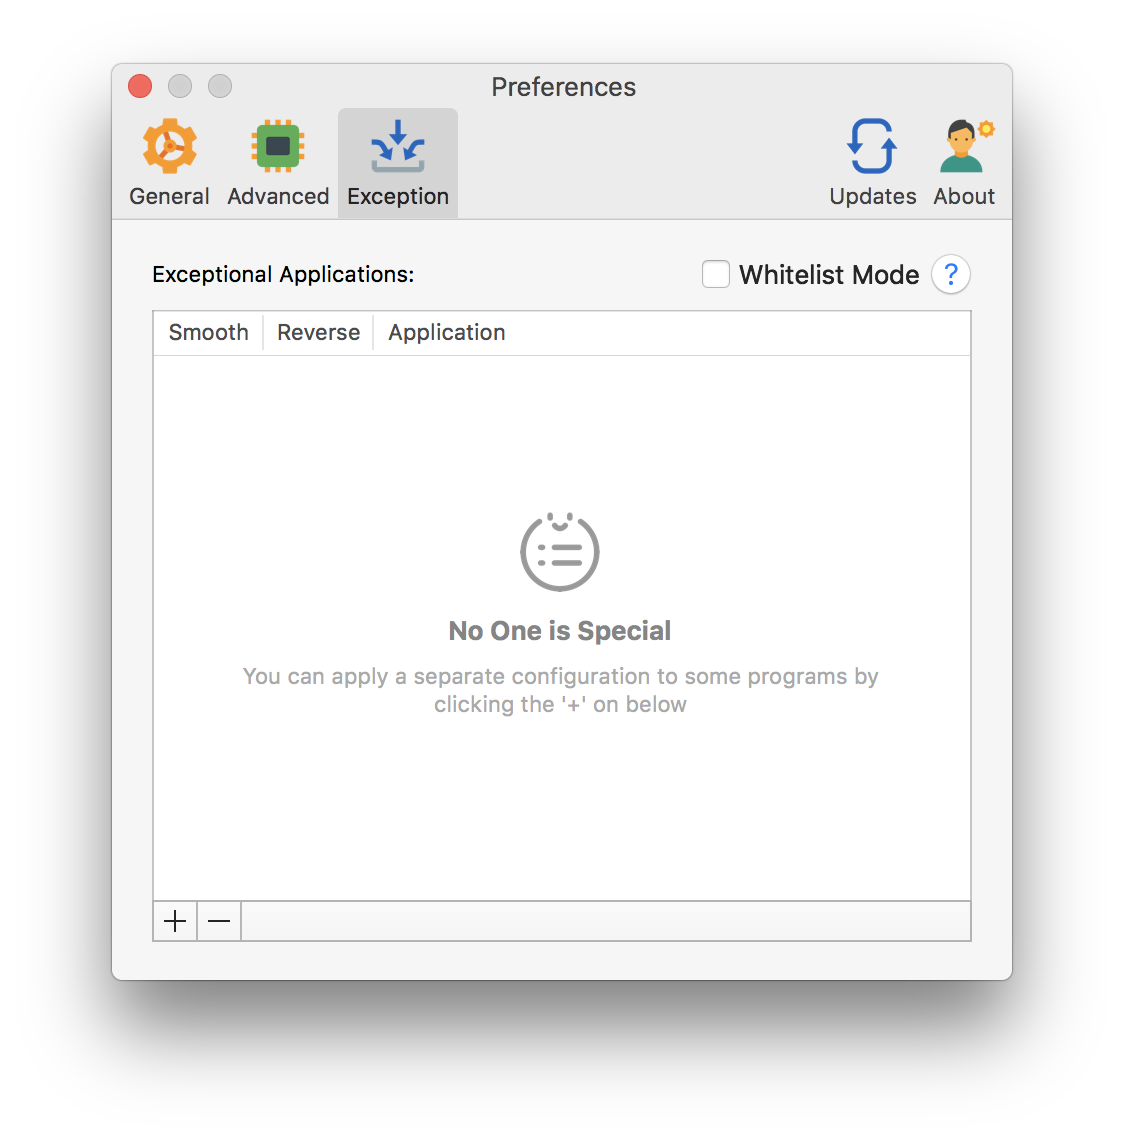 Preferences
General Advanced Exception Updates About
Exceptional Applications: Whitelist Mode ?
Smooth Reverse Application
No One is Special
You can apply a separate configuration to some programs by
clicking the '+' on below